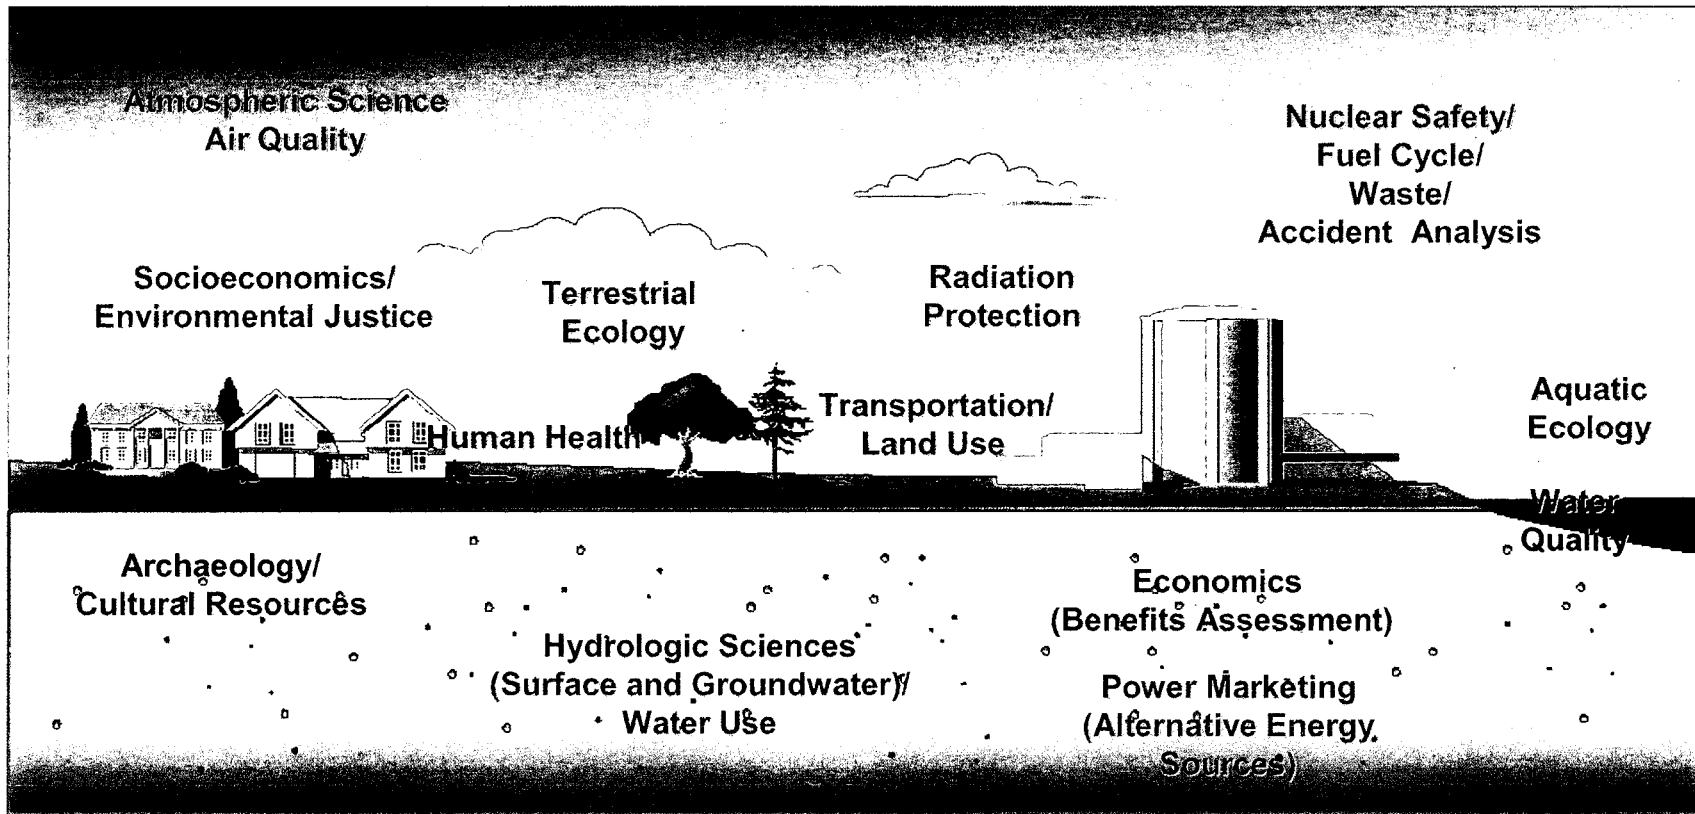 Atmospheric Science
Air Quality
Nuclear Safety/
Fuel Cycle/
Waste/
Accident Analysis
Socioeconomics/
Environmental Justice
Terrestrial
Ecology
Radiation
Protection
Human Health
Transportation/
Land Use
Aquatic
Ecology
Water
Quality
Archaeology/
Cultural Resources
Hydrologic Sciences
(Surface and Groundwater)/
Water Use
Economics
(Benefits Assessment)
Power Marketing
(Alternative Energy
Sources)